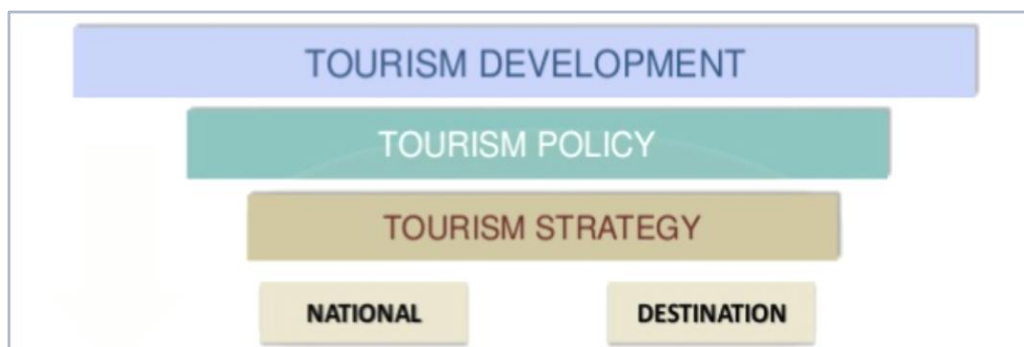 TOURISM DEVELOPMENT
TOURISM POLICY
TOURISM STRATEGY
NATIONAL
DESTINATION